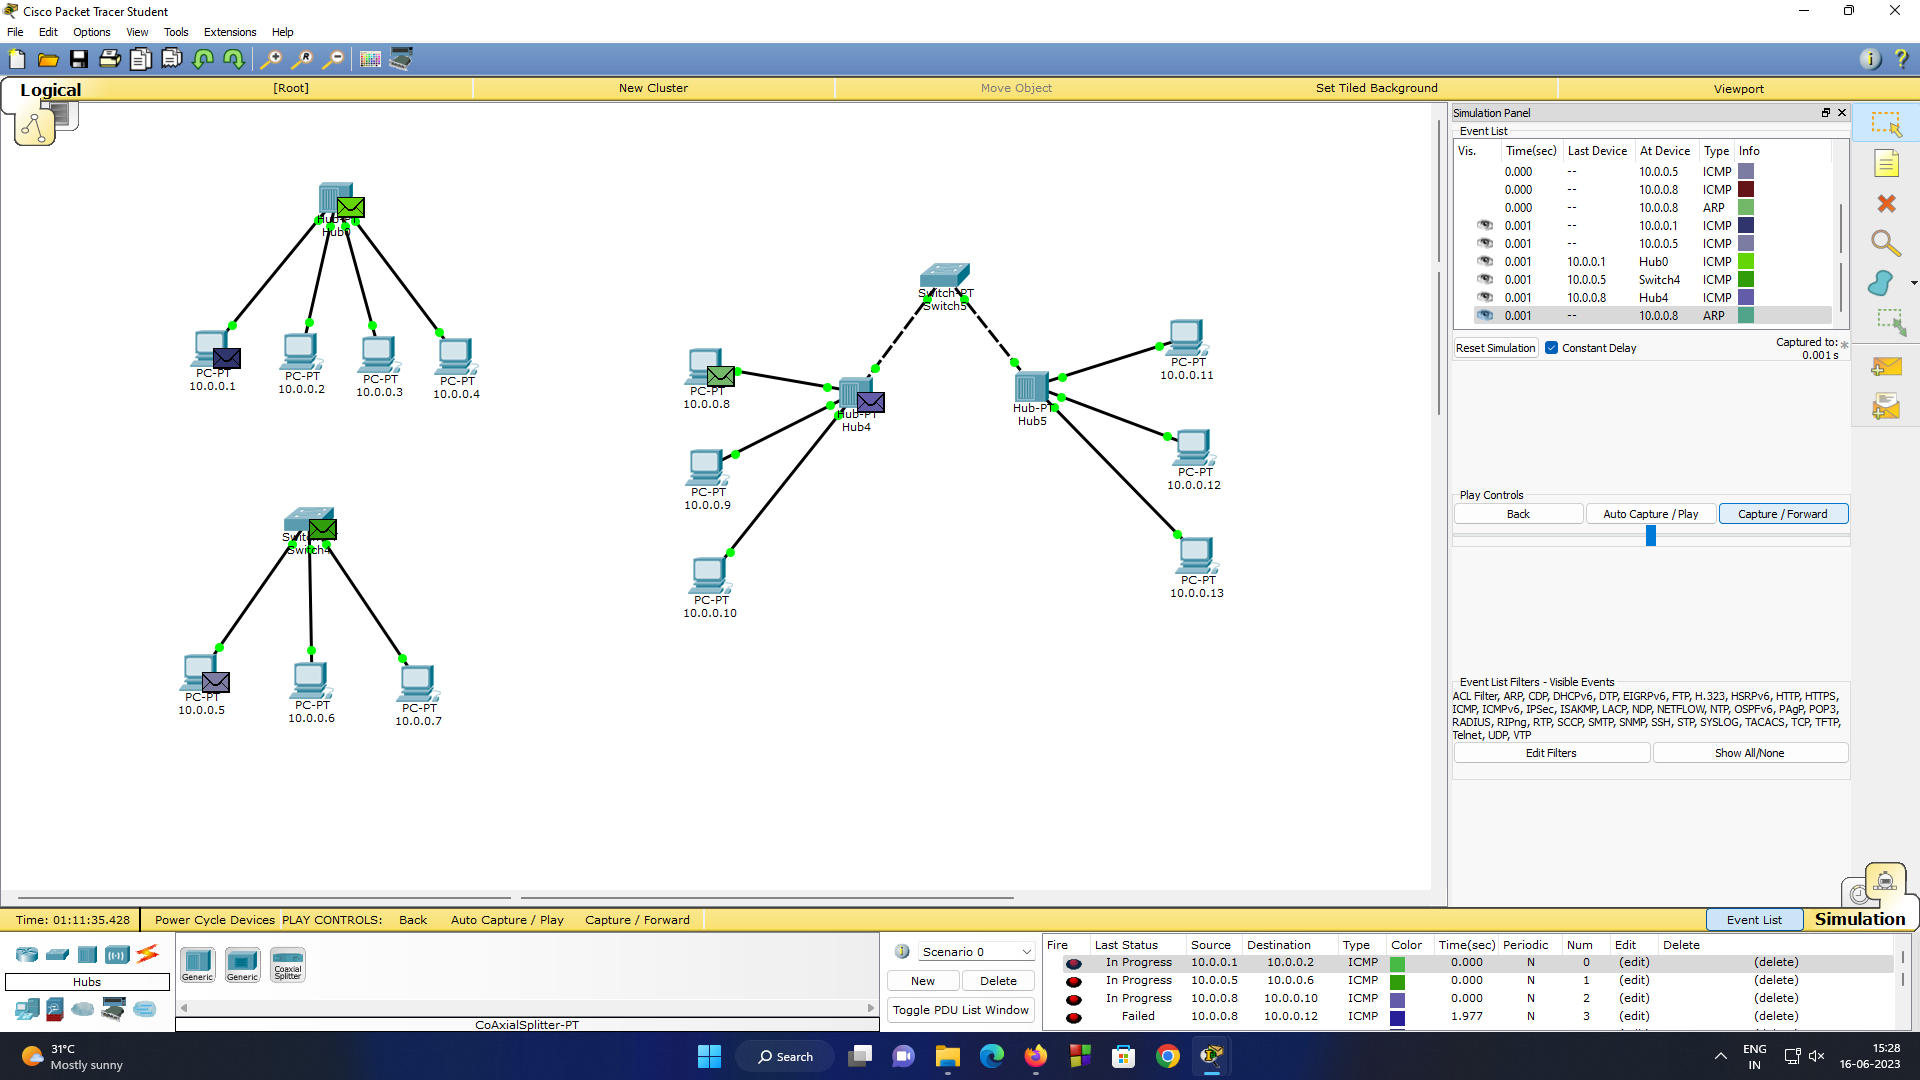 Cisco Packet Tracer Student
File Edit Options View Tools Extensions Help
Logical [Root] New Cluster Move Object Set Tiled Background Viewport
Hub0
PC-PT
10.0.0.1
PC-PT
10.0.0.2
PC-PT
10.0.0.3
PC-PT
10.0.0.4
Switch4
PC-PT
10.0.0.5
PC-PT
10.0.0.6
PC-PT
10.0.0.7
Switch-PT
Switch5
PC-PT
10.0.0.8
Hub-PT
Hub4
PC-PT
10.0.0.9
PC-PT
10.0.0.10
Hub-PT
Hub5
PC-PT
10.0.0.11
PC-PT
10.0.0.12
PC-PT
10.0.0.13
Simulation Panel
Event List
Vis. Time(sec) Last Device At Device Type Info
0.000 -- 10.0.0.5 ICMP
0.000 -- 10.0.0.8 ICMP
0.000 -- 10.0.0.8 ARP
0.001 -- 10.0.0.1 ICMP
0.001 -- 10.0.0.5 ICMP
0.001 10.0.0.1 Hub0 ICMP
0.001 10.0.0.5 Switch4 ICMP
0.001 10.0.0.8 Hub4 ICMP
0.001 -- 10.0.0.8 ARP
Reset Simulation Constant Delay Captured to: *
0.001 s
Play Controls
Back Auto Capture / Play Capture / Forward
Event List Filters - Visible Events
ACL Filter, ARP, CDP, DHCPv6, DTP, EIGRPv6, FTP, H.323, HSRPv6, HTTP, HTTPS,
ICMP, ICMPv6, IPSec, ISAKMP, LACP, NDP, NETFLOW, NTP, OSPFv6, PAgP, POP3,
RADIUS, RIPng, RTP, SCCP, SMTP, SNMP, SSH, STP, SYSLOG, TACACS, TCP, TFTP,
Telnet, UDP, VTP
Edit Filters Show All/None
Time: 01:11:35.428 Power Cycle Devices PLAY CONTROLS: Back Auto Capture / Play Capture / Forward Event List Simulation
Hubs
Generic Generic Coaxial
Splitter
CoAxialSplitter-PT
Scenario 0
New Delete
Toggle PDU List Window
Fire Last Status Source Destination Type Color Time(sec) Periodic Num Edit Delete
In Progress 10.0.0.1 10.0.0.2 ICMP 0.000 N 0 (edit) (delete)
In Progress 10.0.0.5 10.0.0.6 ICMP 0.000 N 1 (edit) (delete)
In Progress 10.0.0.8 10.0.0.10 ICMP 0.000 N 2 (edit) (delete)
Failed 10.0.0.8 10.0.0.12 ICMP 1.977 N 3 (edit) (delete)
31°C
Mostly sunny
Search
ENG
IN
15:28
16-06-2023